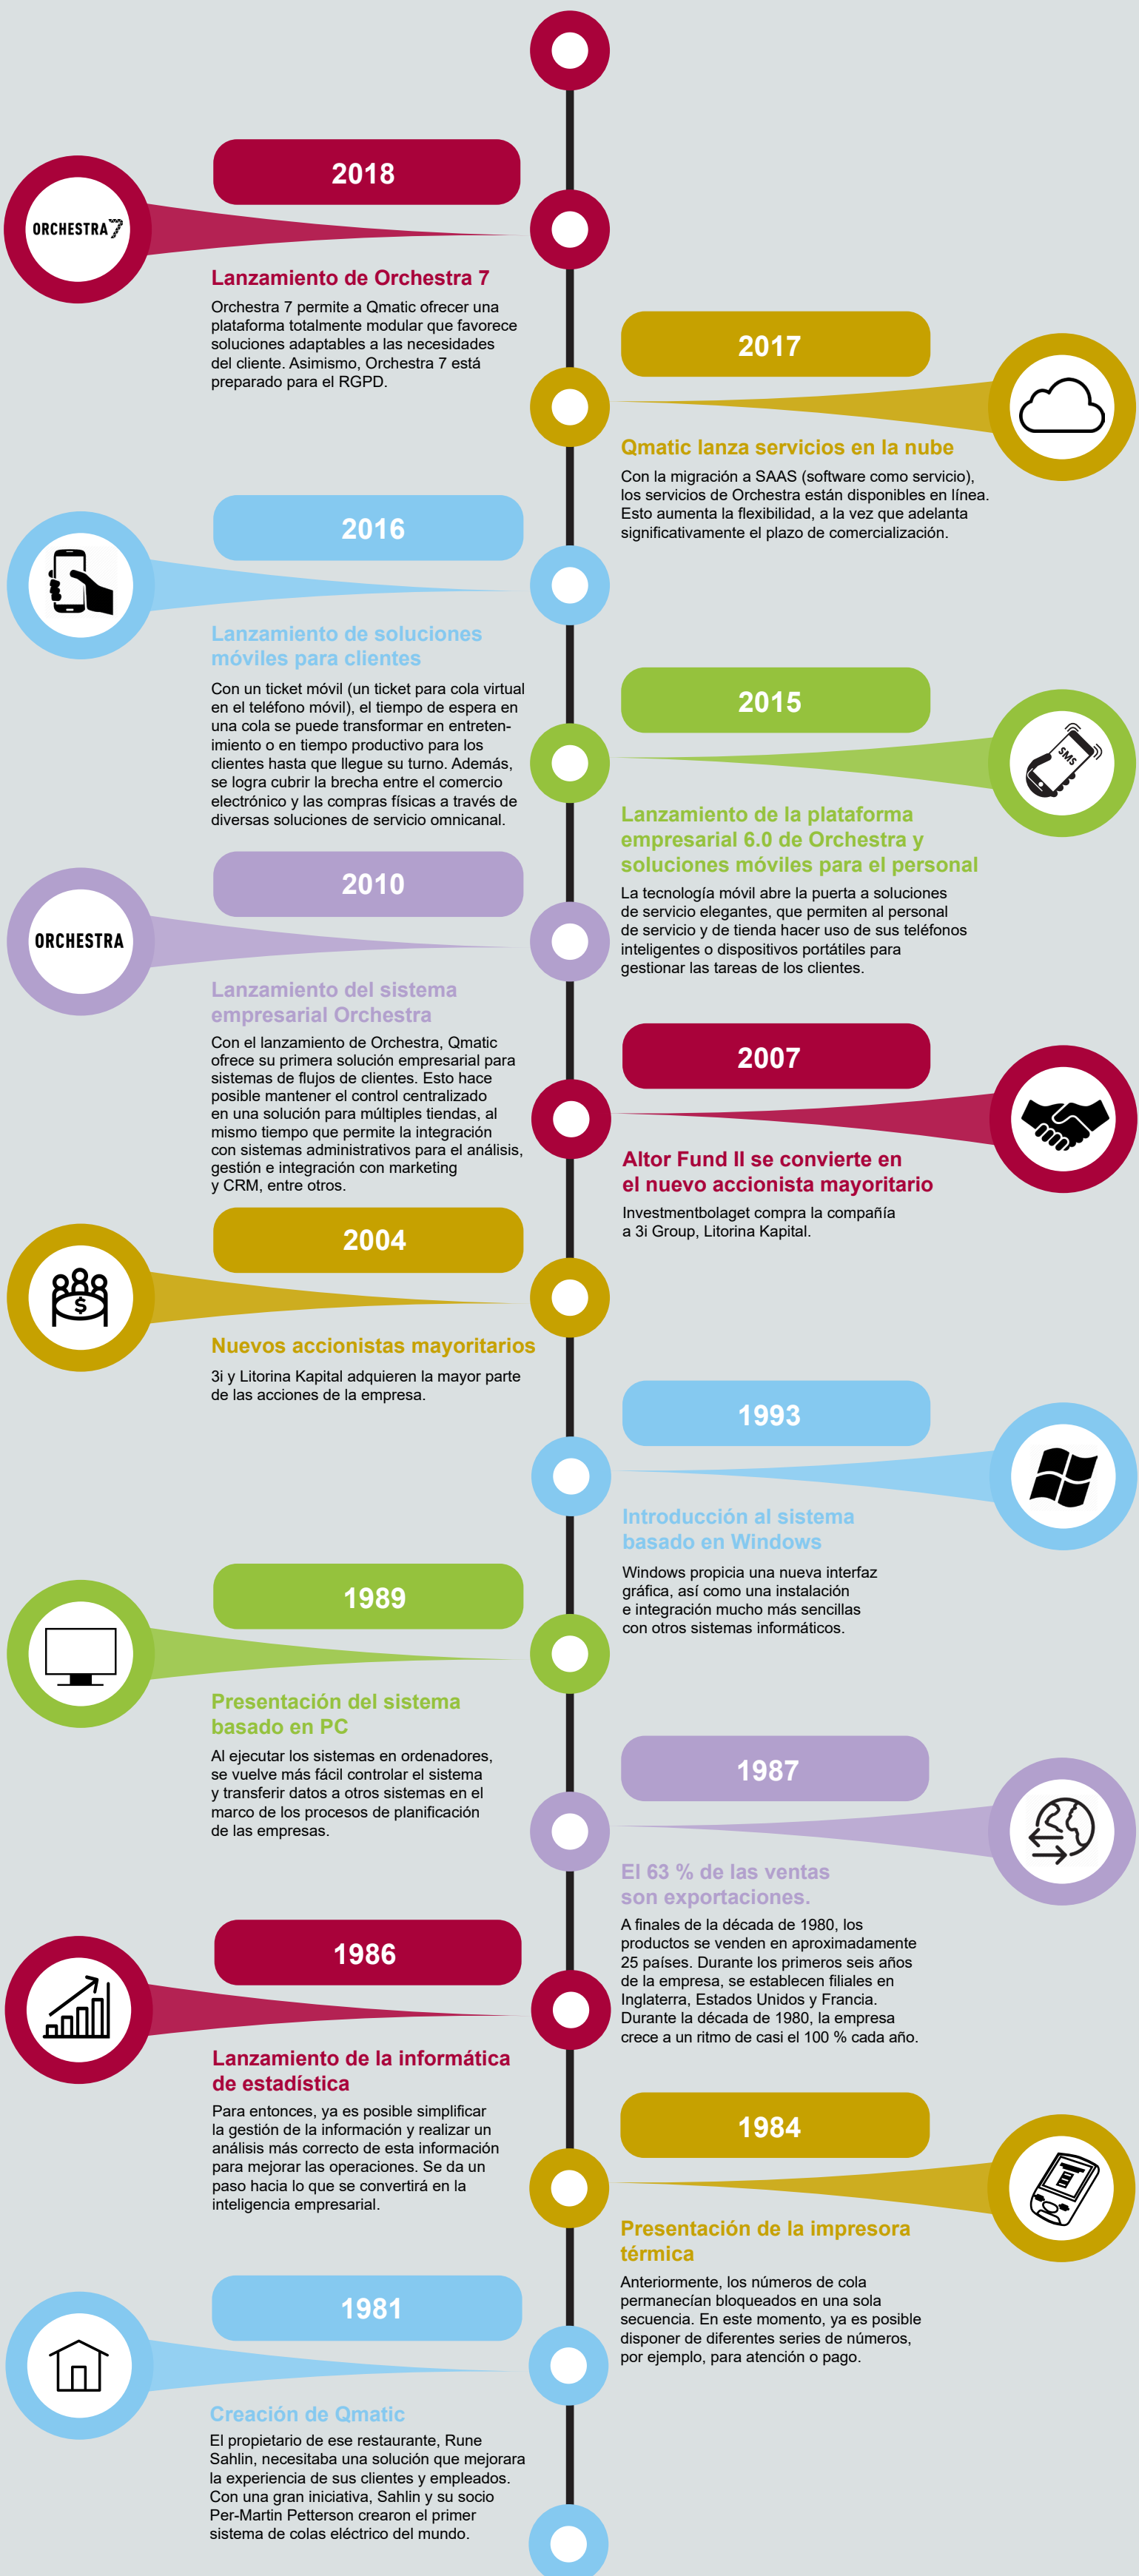 2018
ORCHESTRA 7
Lanzamiento de Orchestra 7
Orchestra 7 permite a Qmatic ofrecer una
plataforma totalmente modular que favorece
soluciones adaptables a las necesidades
del cliente. Asimismo, Orchestra 7 está
preparado para el RGPD.
2017
Qmatic lanza servicios en la nube
Con la migración a SAAS (software como servicio),
los servicios de Orchestra están disponibles en línea.
Esto aumenta la flexibilidad, a la vez que adelanta
significativamente el plazo de comercialización.
2016
Lanzamiento de soluciones
móviles para clientes
Con un ticket móvil (un ticket para cola virtual
en el teléfono móvil), el tiempo de espera en
una cola se puede transformar en entreten-
imiento o en tiempo productivo para los
clientes hasta que llegue su turno. Además,
se logra cubrir la brecha entre el comercio
electrónico y las compras físicas a través de
diversas soluciones de servicio omnicanal.
2015
SMS
Lanzamiento de la plataforma
empresarial 6.0 de Orchestra y
soluciones móviles para el personal
La tecnología móvil abre la puerta a soluciones
de servicio elegantes, que permiten al personal
de servicio y de tienda hacer uso de sus teléfonos
inteligentes o dispositivos portátiles para
gestionar las tareas de los clientes.
2010
ORCHESTRA
Lanzamiento del sistema
empresarial Orchestra
Con el lanzamiento de Orchestra, Qmatic
ofrece su primera solución empresarial para
sistemas de flujos de clientes. Esto hace
posible mantener el control centralizado
en una solución para múltiples tiendas, al
mismo tiempo que permite la integración
con sistemas administrativos para el análisis,
gestión e integración con marketing
y CRM, entre otros.
2007
Altor Fund II se convierte en
el nuevo accionista mayoritario
Investmentbolaget compra la compañía
a 3i Group, Litorina Kapital.
2004
$
Nuevos accionistas mayoritarios
3i y Litorina Kapital adquieren la mayor parte
de las acciones de la empresa.
1993
Introducción al sistema
basado en Windows
Windows propicia una nueva interfaz
gráfica, así como una instalación
e integración mucho más sencillas
con otros sistemas informáticos.
1989
Presentación del sistema
basado en PC
Al ejecutar los sistemas en ordenadores,
se vuelve más fácil controlar el sistema
y transferir datos a otros sistemas en el
marco de los procesos de planificación
de las empresas.
1987
El 63 % de las ventas
son exportaciones.
A finales de la década de 1980, los
productos se venden en aproximadamente
25 países. Durante los primeros seis años
de la empresa, se establecen filiales en
Inglaterra, Estados Unidos y Francia.
Durante la década de 1980, la empresa
crece a un ritmo de casi el 100 % cada año.
1986
Lanzamiento de la informática
de estadística
Para entonces, ya es posible simplificar
la gestión de la información y realizar un
análisis más correcto de esta información
para mejorar las operaciones. Se da un
paso hacia lo que se convertirá en la
inteligencia empresarial.
1984
Presentación de la impresora
térmica
Anteriormente, los números de cola
permanecían bloqueados en una sola
secuencia. En este momento, ya es posible
disponer de diferentes series de números,
por ejemplo, para atención o pago.
1981
Creación de Qmatic
El propietario de ese restaurante, Rune
Sahlin, necesitaba una solución que mejorara
la experiencia de sus clientes y empleados.
Con una gran iniciativa, Sahlin y su socio
Per-Martin Petterson crearon el primer
sistema de colas eléctrico del mundo.